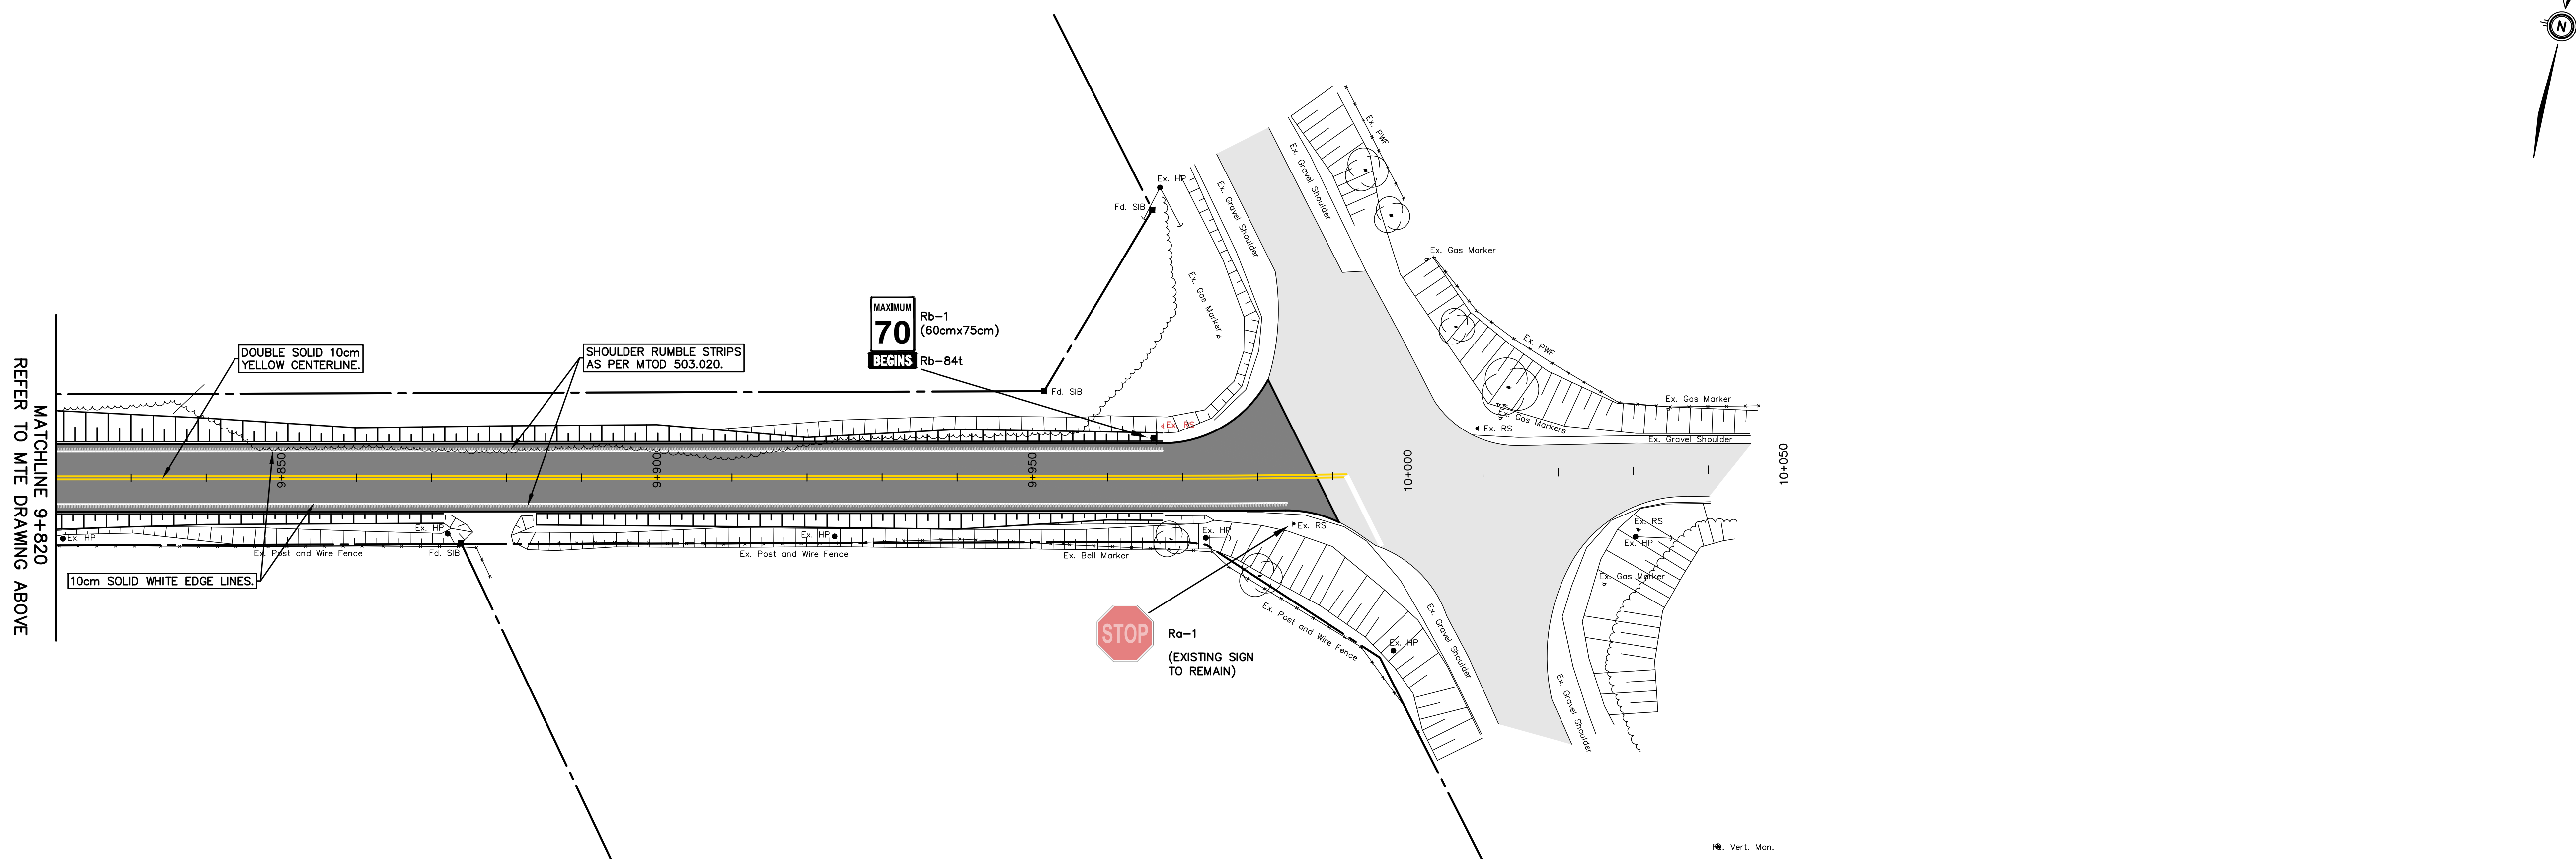 N
Ex. PWF
Ex. Gravel Shoulder
Ex. HP
Ex. Gravel Shoulder
Fd. SIB
Ex. Gas Marker
Ex. Gas Marker
MAXIMUM
70
BEGINS
Rb-1
(60cmx75cm)
Rb-84t
DOUBLE SOLID 10cm
YELLOW CENTERLINE.
SHOULDER RUMBLE STRIPS
AS PER MTOD 503.020.
Ex. PWF
Fd. SIB
Ex. Gas Marker
Ex. Gas Markers
Ex. RS
Ex. RS
Ex. Gravel Shoulder
MATCHLINE 9+820
REFER TO MTE DRAWING ABOVE
9+850
9+900
9+950
10+000
10+050
Ex. HP
Ex. Post and Wire Fence
Ex. HP
Fd. SIB
Ex. HP
Ex. Post and Wire Fence
Ex. Bell Marker
Ex. HP
Ex. RS
Ex. RS
Ex. HP
Ex. Gas Marker
10cm SOLID WHITE EDGE LINES.
STOP
Ra-1
(EXISTING SIGN
TO REMAIN)
Ex. Post and Wire Fence
Ex. HP
Ex. Gravel Shoulder
Ex. Gravel Shoulder
Vert. Mon.